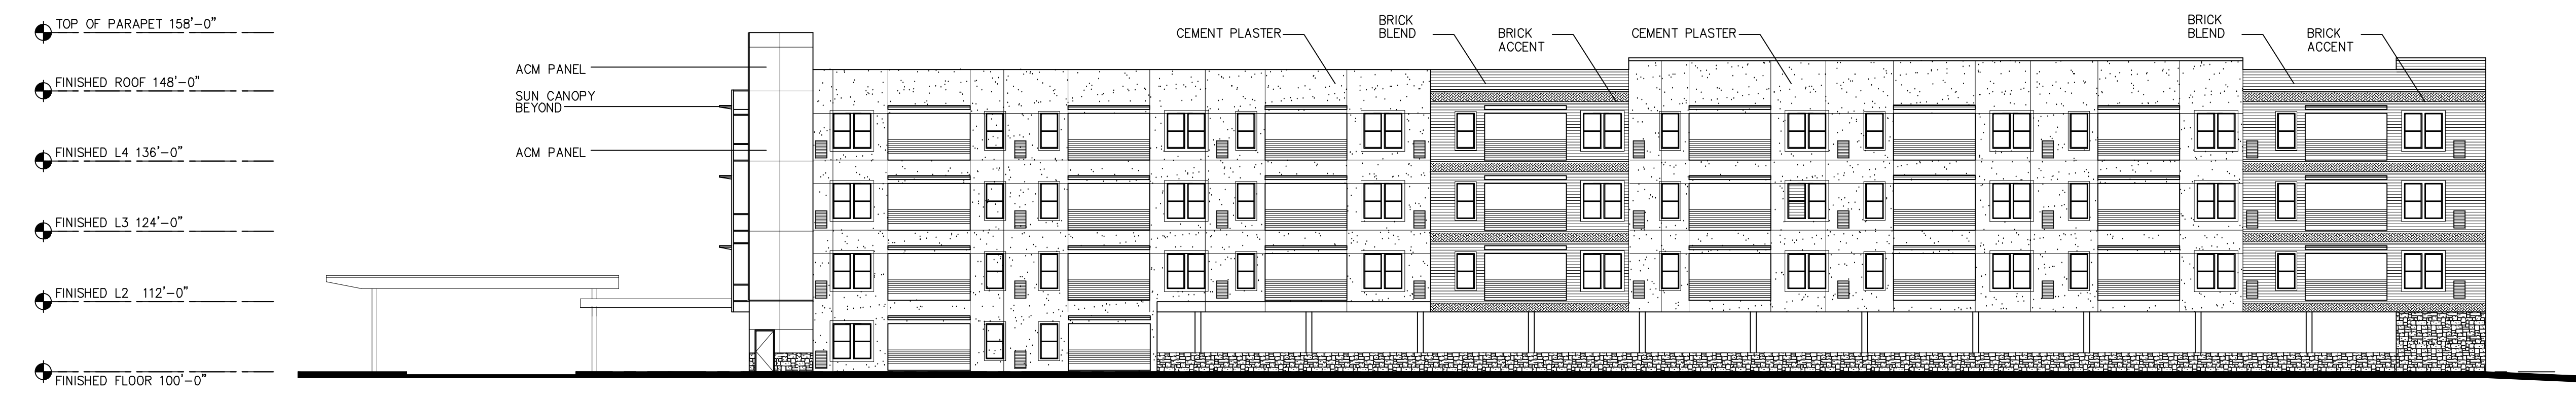 TOP OF PARAPET 158'-0"
FINISHED ROOF 148'-0"
FINISHED L4 136'-0"
FINISHED L3 124'-0"
FINISHED L2 112'-0"
FINISHED FLOOR 100'-0"
ACM PANEL
SUN CANOPY
BEYOND
ACM PANEL
CEMENT PLASTER
BRICK
BLEND
BRICK
ACCENT
CEMENT PLASTER
BRICK
BLEND
BRICK
ACCENT